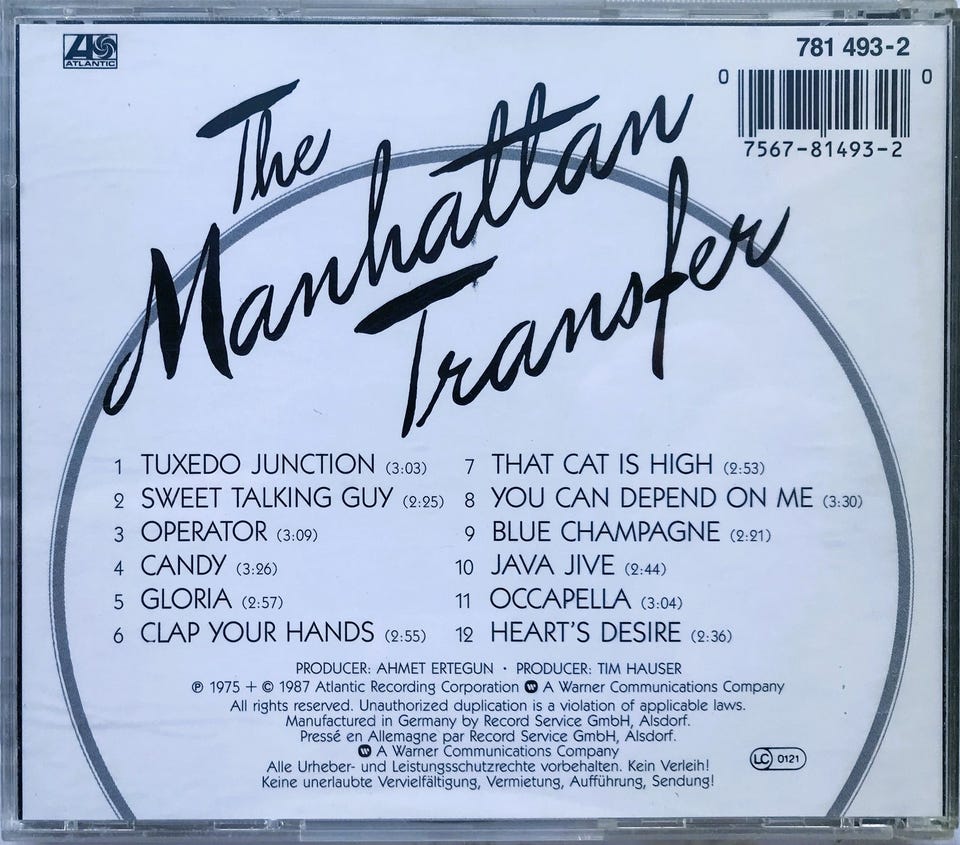 ATLANTIC
781 493-2
0 0
7567-81493-2
The
Manhattan
Transfer
1 TUXEDO JUNCTION (3:03)
2 SWEET TALKING GUY (2:25)
3 OPERATOR (3:09)
4 CANDY (3:26)
5 GLORIA (2:57)
6 CLAP YOUR HANDS (2:55)
7 THAT CAT IS HIGH (2:53)
8 YOU CAN DEPEND ON ME (3:30)
9 BLUE CHAMPAGNE (2:21)
10 JAVA JIVE (2:44)
11 OCCAPELLA (3:04)
12 HEART'S DESIRE (2:36)
PRODUCER: AHMET ERTEGUN · PRODUCER: TIM HAUSER
℗ 1975 + © 1987 Atlantic Recording Corporation A Warner Communications Company
All rights reserved. Unauthorized duplication is a violation of applicable laws.
Manufactured in Germany by Record Service GmbH, Alsdorf.
Pressé en Allemagne par Record Service GmbH, Alsdorf.
A Warner Communications Company
Alle Urheber- und Leistungsschutzrechte vorbehalten. Kein Verleih!
Keine unerlaubte Vervielfältigung, Vermietung, Aufführung, Sendung!
LC 0121